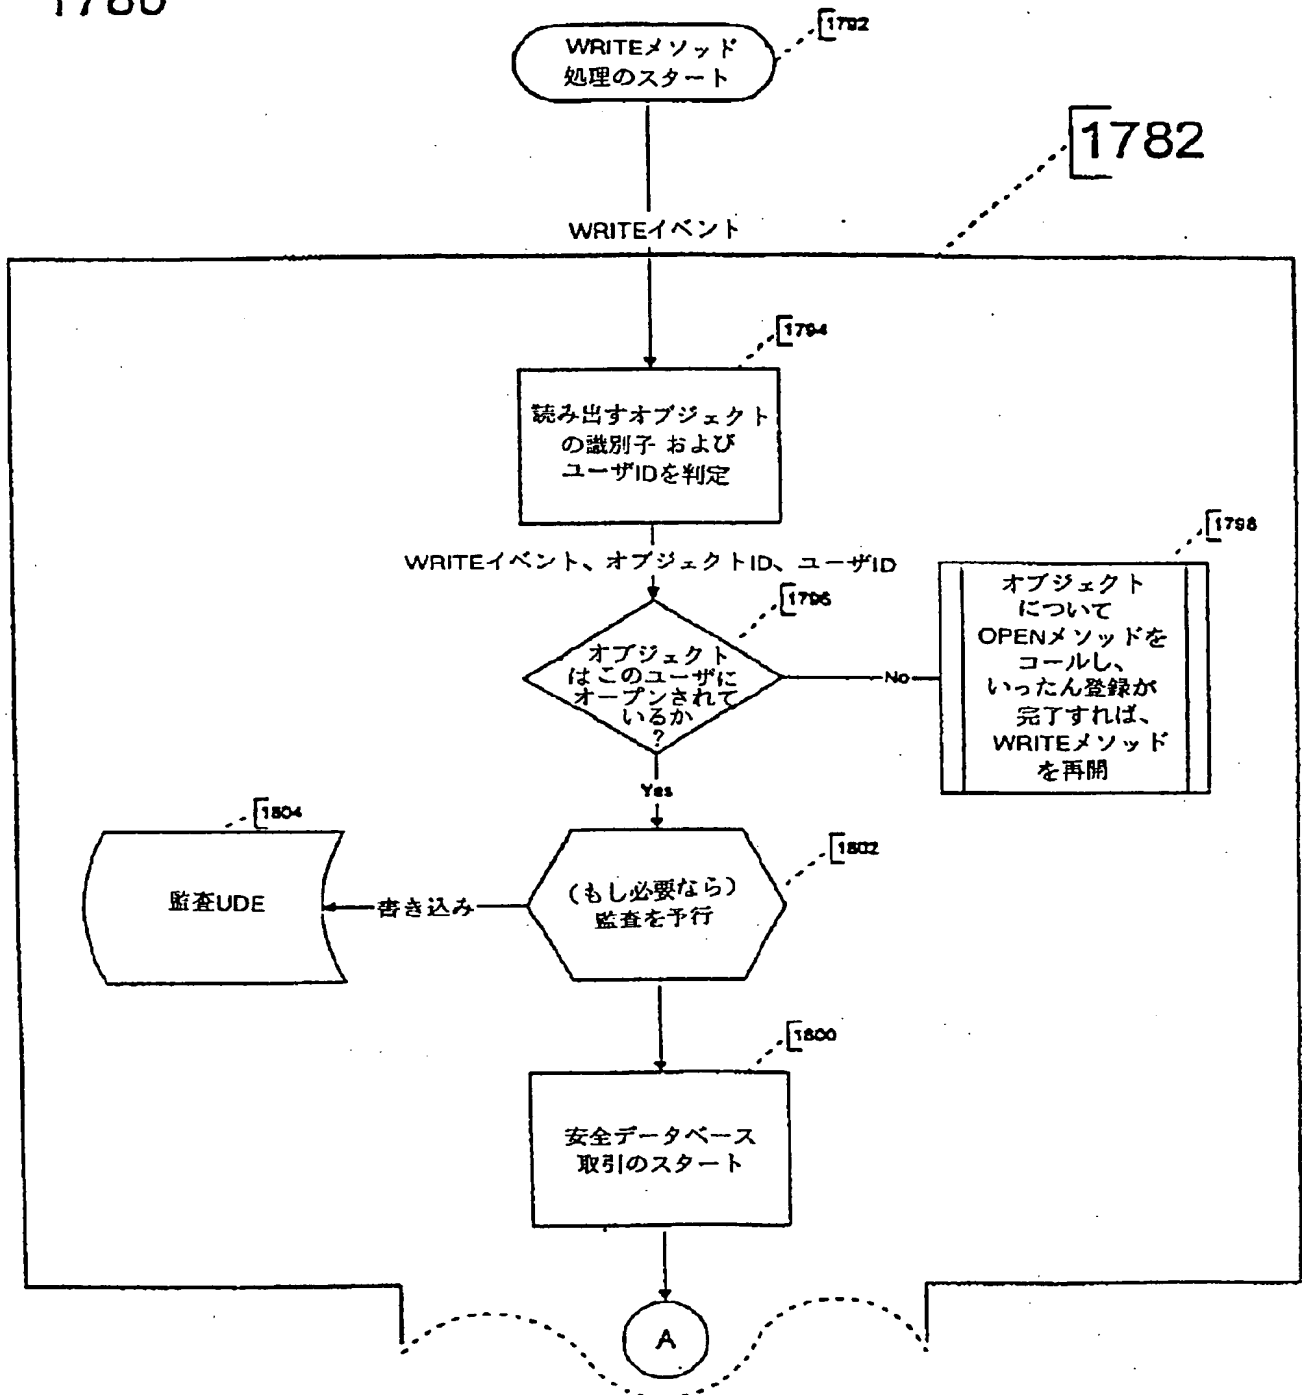 1780
1792
WRITEメソッド
処理のスタート
1782
WRITEイベント
1794
読み出すオブジェクト
の識別子 および
ユーザIDを判定
WRITEイベント、オブジェクトID、ユーザID
1798
オブジェクト
について
OPENメソッドを
コールし、
いったん登録が
完了すれば、
WRITEメソッド
を再開
1796
オブジェクト
は このユーザに
オープンされて
いるか
?
No
Yes
1804
監査UDE
書き込み
1802
(もし必要なら)
監査を予行
1800
安全データベース
取引のスタート
A